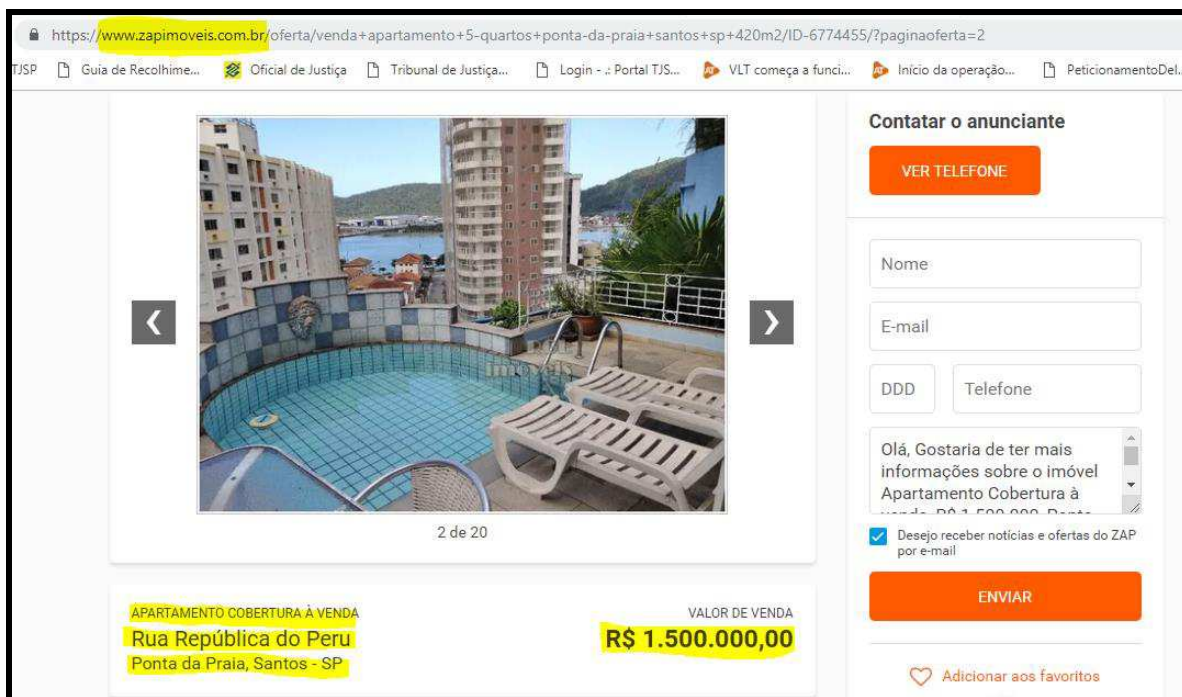 https://www.zapimoveis.com.br/oferta/venda+apartamento+5-quartos+ponta-da-praia+santos+sp+420m2/ID-6774455/?paginaoferta=2
TJSP Guia de Recolhime... Oficial de Justiça Tribunal de Justiça... Login - .: Portal TJS... VLT começa a funci... Início da operação... PeticionamentoDel..
Contatar o anunciante
VER TELEFONE
Nome
E-mail
DDD Telefone
Olá, Gostaria de ter mais
informações sobre o imóvel
Apartamento Cobertura à
imoveis
2 de 20
Desejo receber notícias e ofertas do ZAP
por e-mail
ENVIAR
APARTAMENTO COBERTURA À VENDA
Rua República do Peru
Ponta da Praia, Santos - SP
VALOR DE VENDA
R$ 1.500.000,00
Adicionar aos favoritos